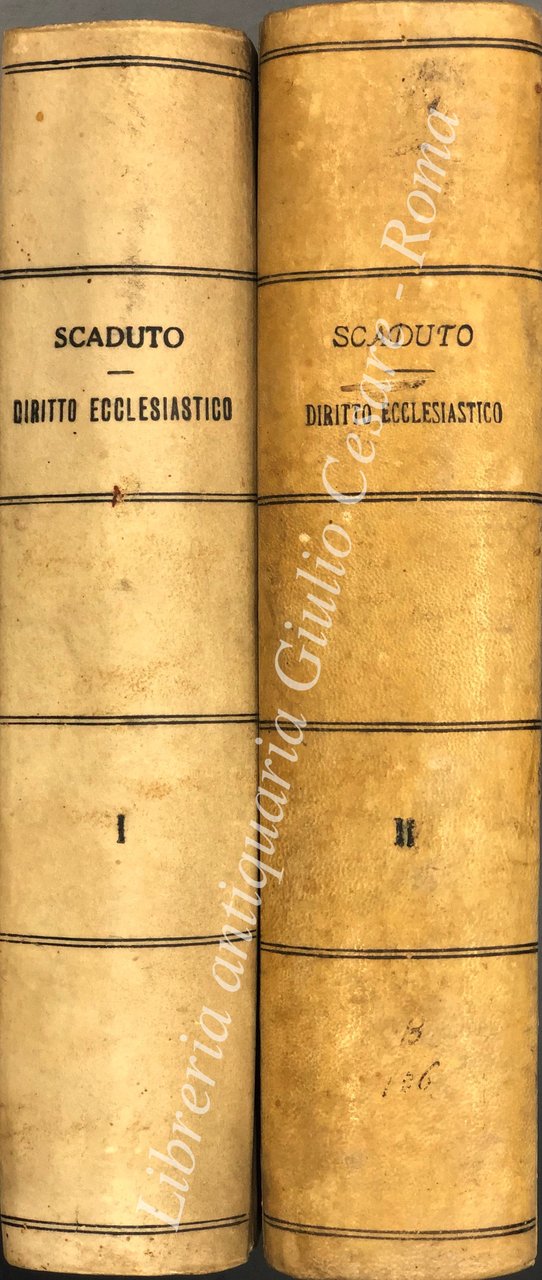 SCADUTO
DIRITTO ECCLESIASTICO
I
SCADUTO
DIRITTO ECCLESIASTICO
II
B
126
Libreria antiquaria Giulio Cesare - Roma